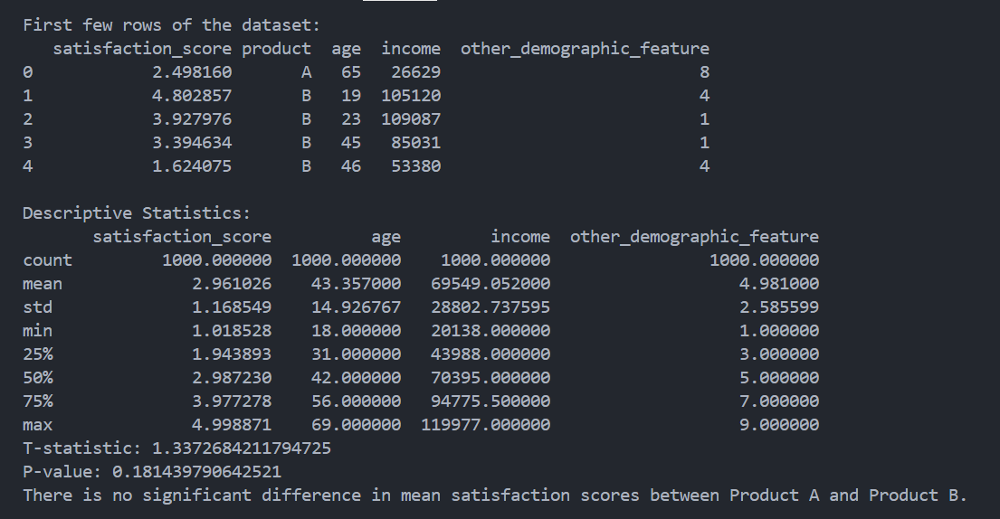 First few rows of the dataset:
satisfaction_score product age income other_demographic_feature
0 2.498160 A 65 26629 8
1 4.802857 B 19 105120 4
2 3.927976 B 23 109087 1
3 3.394634 B 45 85031 1
4 1.624075 B 46 53380 4
Descriptive Statistics:
satisfaction_score age income other_demographic_feature
count 1000.000000 1000.000000 1000.000000 1000.000000
mean 2.961026 43.357000 69549.052000 4.981000
std 1.168549 14.926767 28802.737595 2.585599
min 1.018528 18.000000 20138.000000 1.000000
25% 1.943893 31.000000 43988.000000 3.000000
50% 2.987230 42.000000 70395.000000 5.000000
75% 3.977278 56.000000 94775.500000 7.000000
max 4.998871 69.000000 119977.000000 9.000000
T-statistic: 1.3372684211794725
P-value: 0.181439790642521
There is no significant difference in mean satisfaction scores between Product A and Product B.